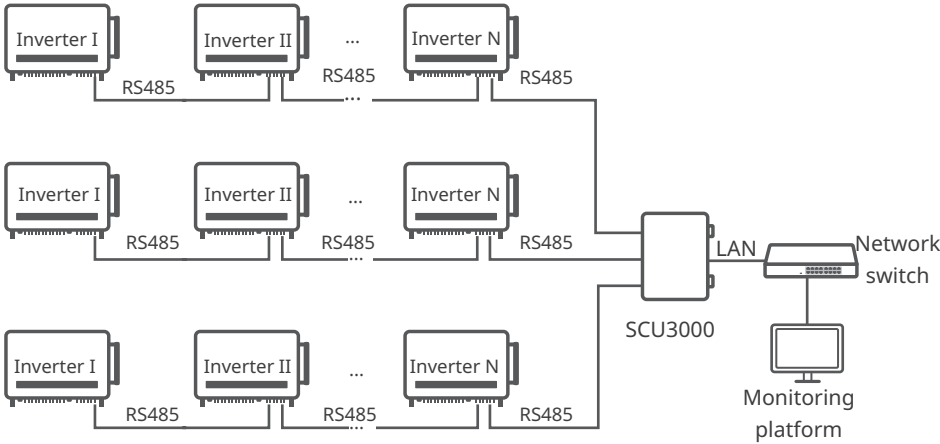 Inverter I
Inverter II
...
Inverter N
RS485
RS485
RS485
...
Inverter I
Inverter II
...
Inverter N
RS485
RS485
RS485
...
LAN
Network
switch
SCU3000
Inverter I
Inverter II
...
Inverter N
RS485
RS485
RS485
...
Monitoring
platform